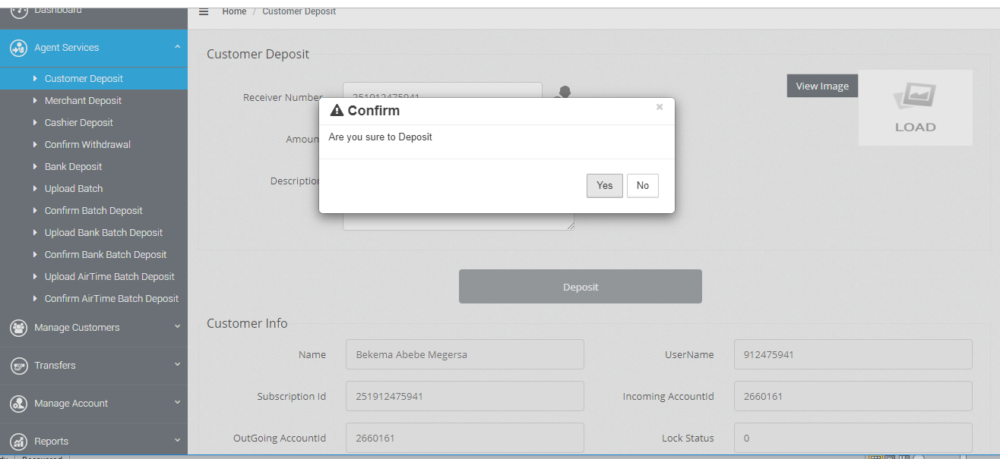 Dashboard
Home / Customer Deposit
Agent Services
Customer Deposit
Merchant Deposit
Cashier Deposit
Confirm Withdrawal
Bank Deposit
Upload Batch
Confirm Batch Deposit
Upload Bank Batch Deposit
Confirm Bank Batch Deposit
Upload AirTime Batch Deposit
Confirm AirTime Batch Deposit
Manage Customers
Transfers
Manage Account
Reports
Customer Deposit
Receiver Number
251912475941
View Image
LOAD
Confirm
×
Are you sure to Deposit
Yes
No
Amoun
Description
Deposit
Customer Info
Name
Bekema Abebe Megersa
UserName
912475941
Subscription Id
251912475941
Incoming AccountId
2660161
OutGoing AccountId
2660161
Lock Status
0
Recovered